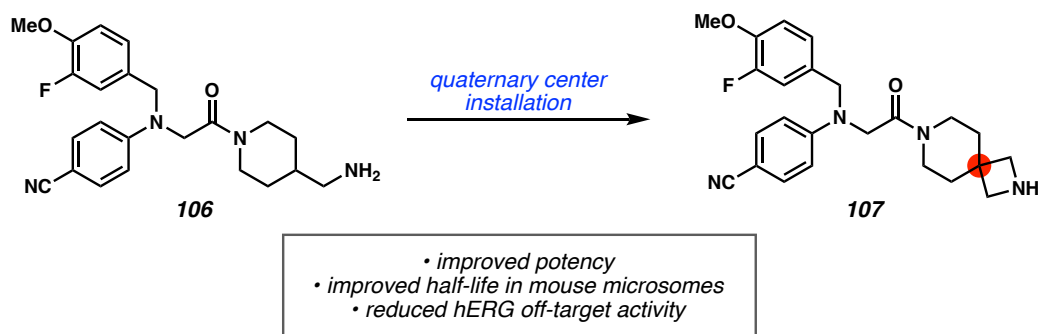 MeO
F
N
O
N
NH₂
NC
106
quaternary center
installation
MeO
F
N
O
N
NH
NC
107
• improved potency
• improved half-life in mouse microsomes
• reduced hERG off-target activity